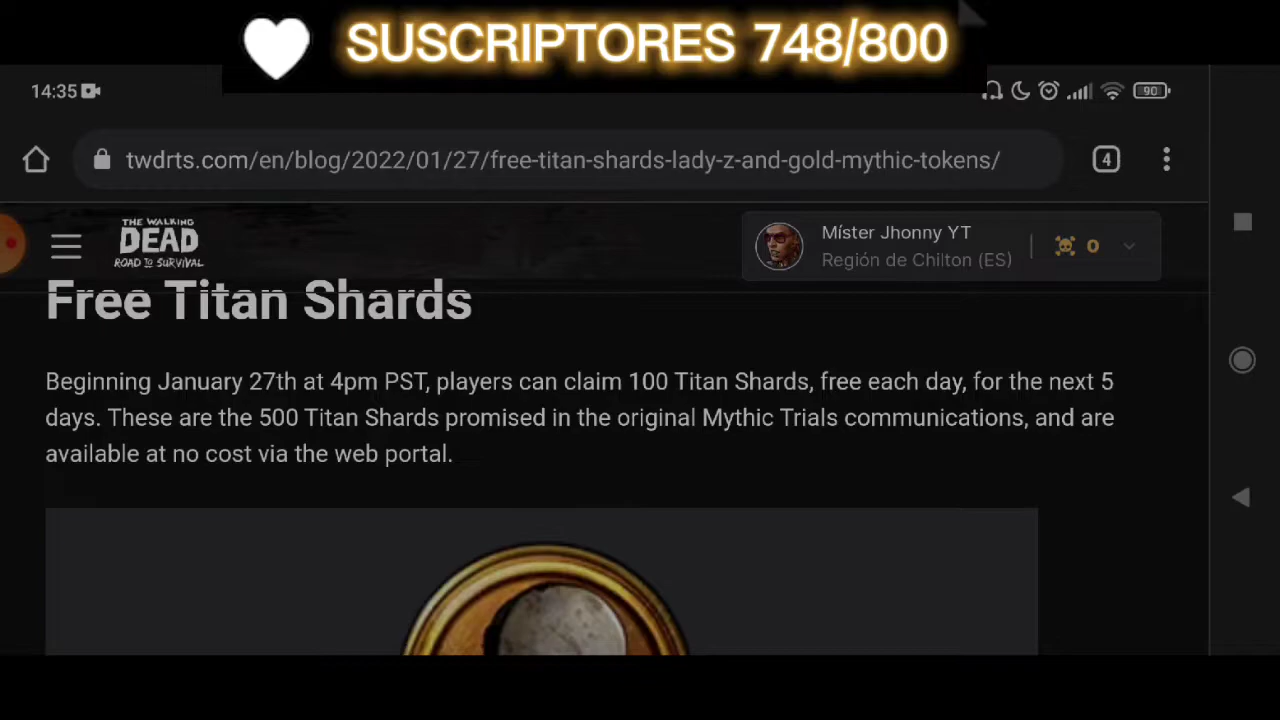 SUSCRIPTORES 748/800
14:35
90
twdrts.com/en/blog/2022/01/27/free-titan-shards-lady-z-and-gold-mythic-tokens/
4
THE WALKING
DEAD
ROAD TO SURVIVAL
Míster Jhonny YT
Región de Chilton (ES)
0
Free Titan Shards
Beginning January 27th at 4pm PST, players can claim 100 Titan Shards, free each day, for the next 5
days. These are the 500 Titan Shards promised in the original Mythic Trials communications, and are
available at no cost via the web portal.